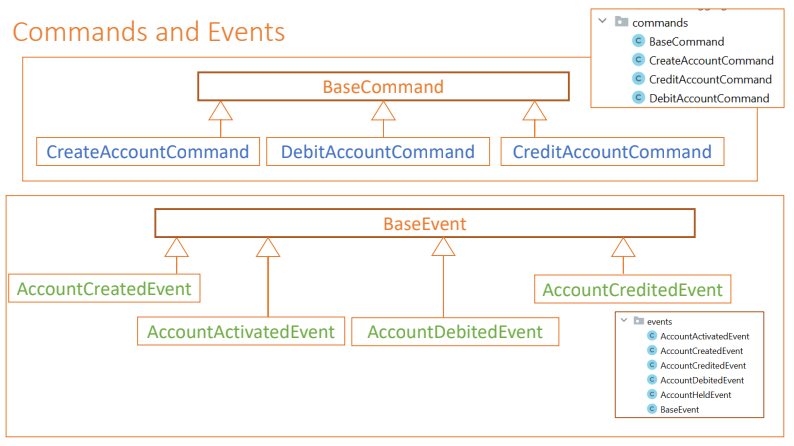 Commands and Events
commands
BaseCommand
CreateAccountCommand
CreditAccountCommand
DebitAccountCommand
BaseCommand
CreateAccountCommand
DebitAccountCommand
CreditAccountCommand
BaseEvent
AccountCreatedEvent
AccountCreditedEvent
AccountActivatedEvent
AccountDebitedEvent
events
AccountActivatedEvent
AccountCreatedEvent
AccountCreditedEvent
AccountDebitedEvent
AccountHeldEvent
BaseEvent